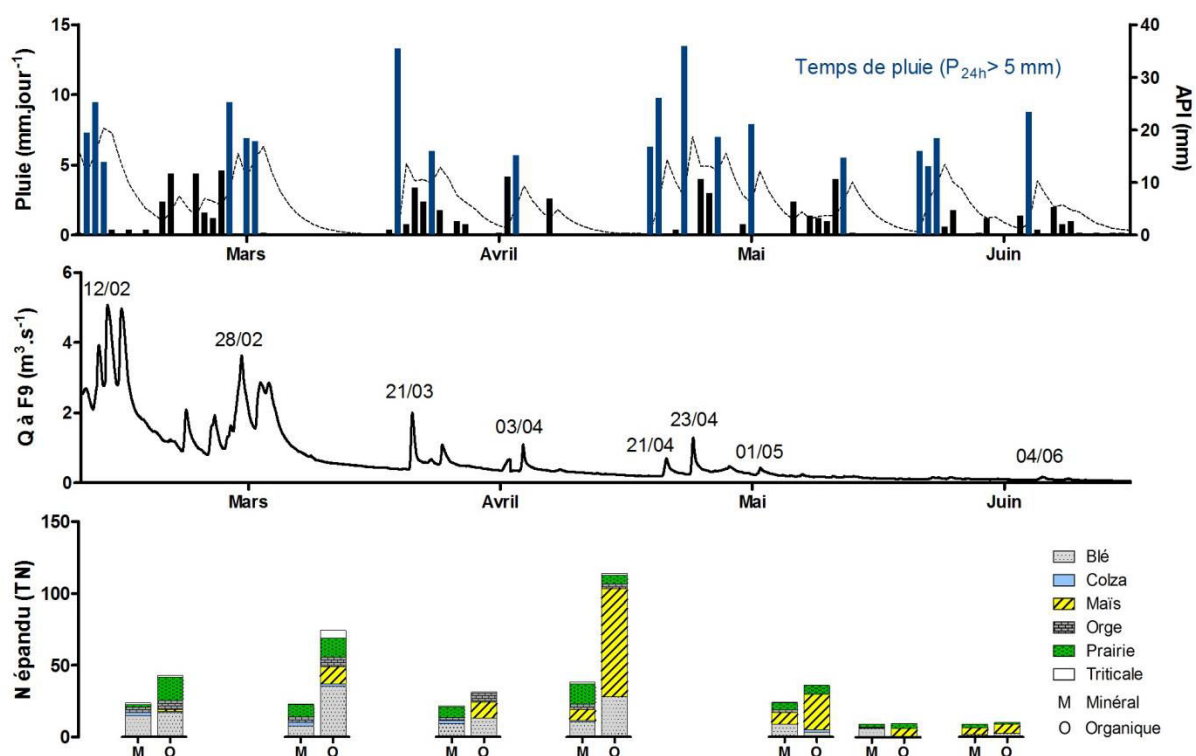 15
10
5
0
Pluie (mm.jour-1)
40
30
20
10
0
API (mm)
Temps de pluie (P24h> 5 mm)
Mars
Avril
Mai
Juin
6
4
2
0
Q à F9 (m3.s-1)
12/02
28/02
21/03
03/04
21/04
23/04
01/05
04/06
Mars
Avril
Mai
Juin
150
100
50
0
N épandu (TN)
Blé
Colza
Maïs
Orge
Prairie
Triticale
M Minéral
O Organique
M O M O M O M O M O M O M O